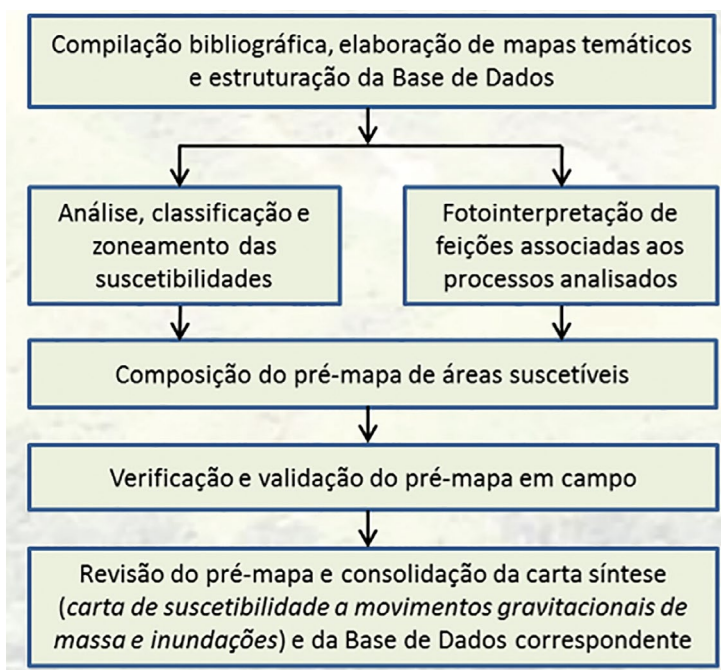 Compilação bibliográfica, elaboração de mapas temáticos
e estruturação da Base de Dados
Análise, classificação e
zoneamento das
suscetibilidades
Fotointerpretação de
feições associadas aos
processos analisados
Composição do pré-mapa de áreas suscetíveis
Verificação e validação do pré-mapa em campo
Revisão do pré-mapa e consolidação da carta síntese
(carta de suscetibilidade a movimentos gravitacionais de
massa e inundações) e da Base de Dados correspondente